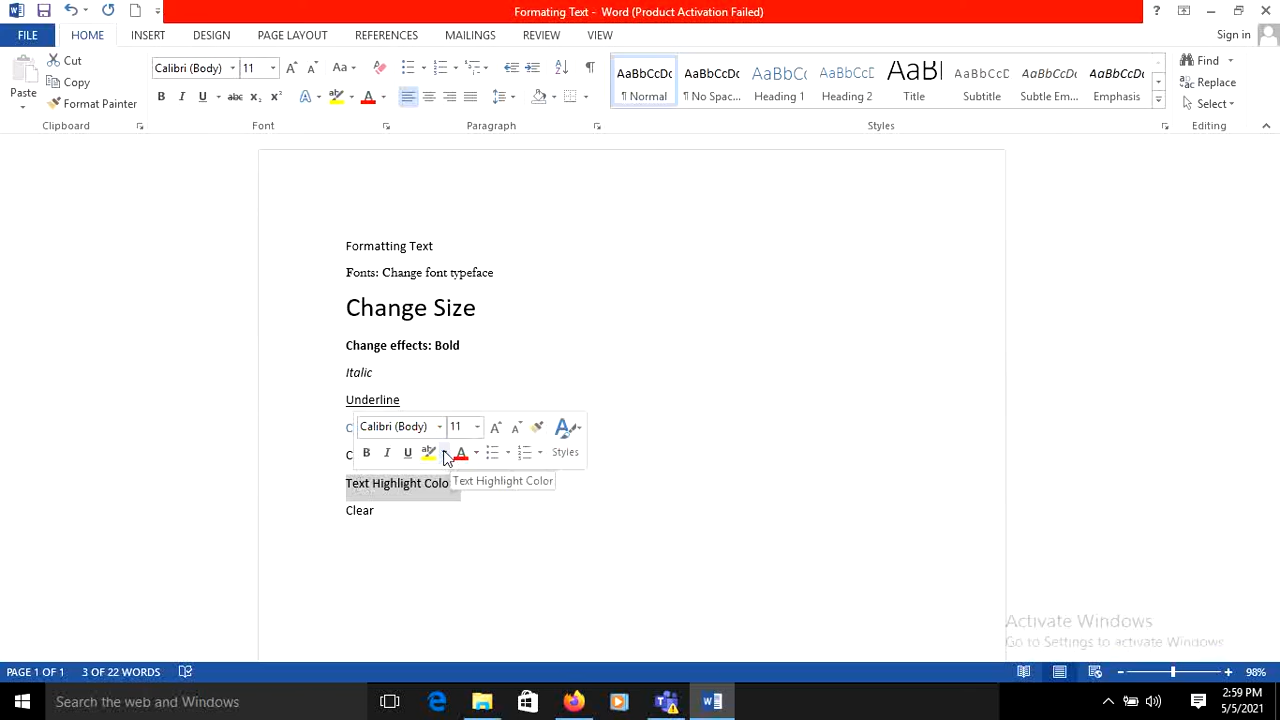 Formating Text - Word (Product Activation Failed)
FILE HOME INSERT DESIGN PAGE LAYOUT REFERENCES MAILINGS REVIEW VIEW Sign in
Paste
Cut
Copy
Format Painter
Calibri (Body) 11
AaBbCcDc AaBbCcDc AaBbCc AaBbCcC AaBl AaBbCcC AaBbCcDc AaBbCcDc
¶ Normal ¶ No Spac... Heading 1 Heading 2 Title Subtitle Subtle Em... Emphasis
Find
Replace
Select
Clipboard Font Paragraph Styles Editing
Formatting Text
Fonts: Change font typeface
Change Size
Change effects: Bold
Italic
Underline
Calibri (Body) 11
Styles
Text Highlight Colo
Text Highlight Color
Clear
Activate Windows
Go to Settings to activate Windows.
PAGE 1 OF 1 3 OF 22 WORDS 98%
Search the web and Windows
2:59 PM
5/5/2021